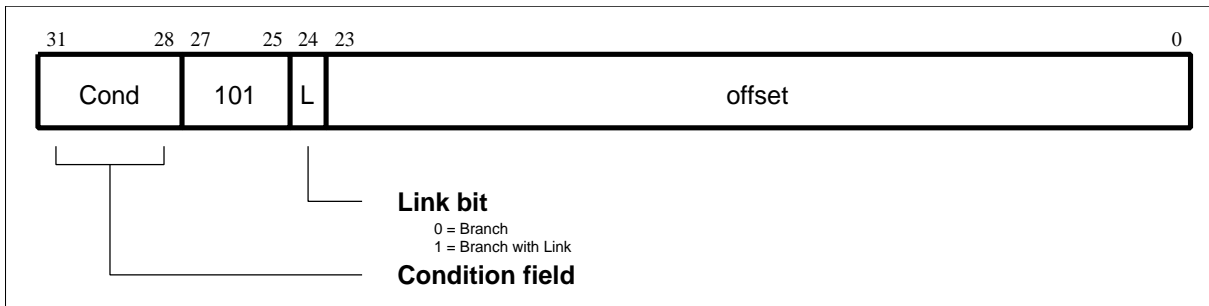 31 28 27 25 24 23 0
Cond 101 L offset
Link bit
0 = Branch
1 = Branch with Link
Condition field